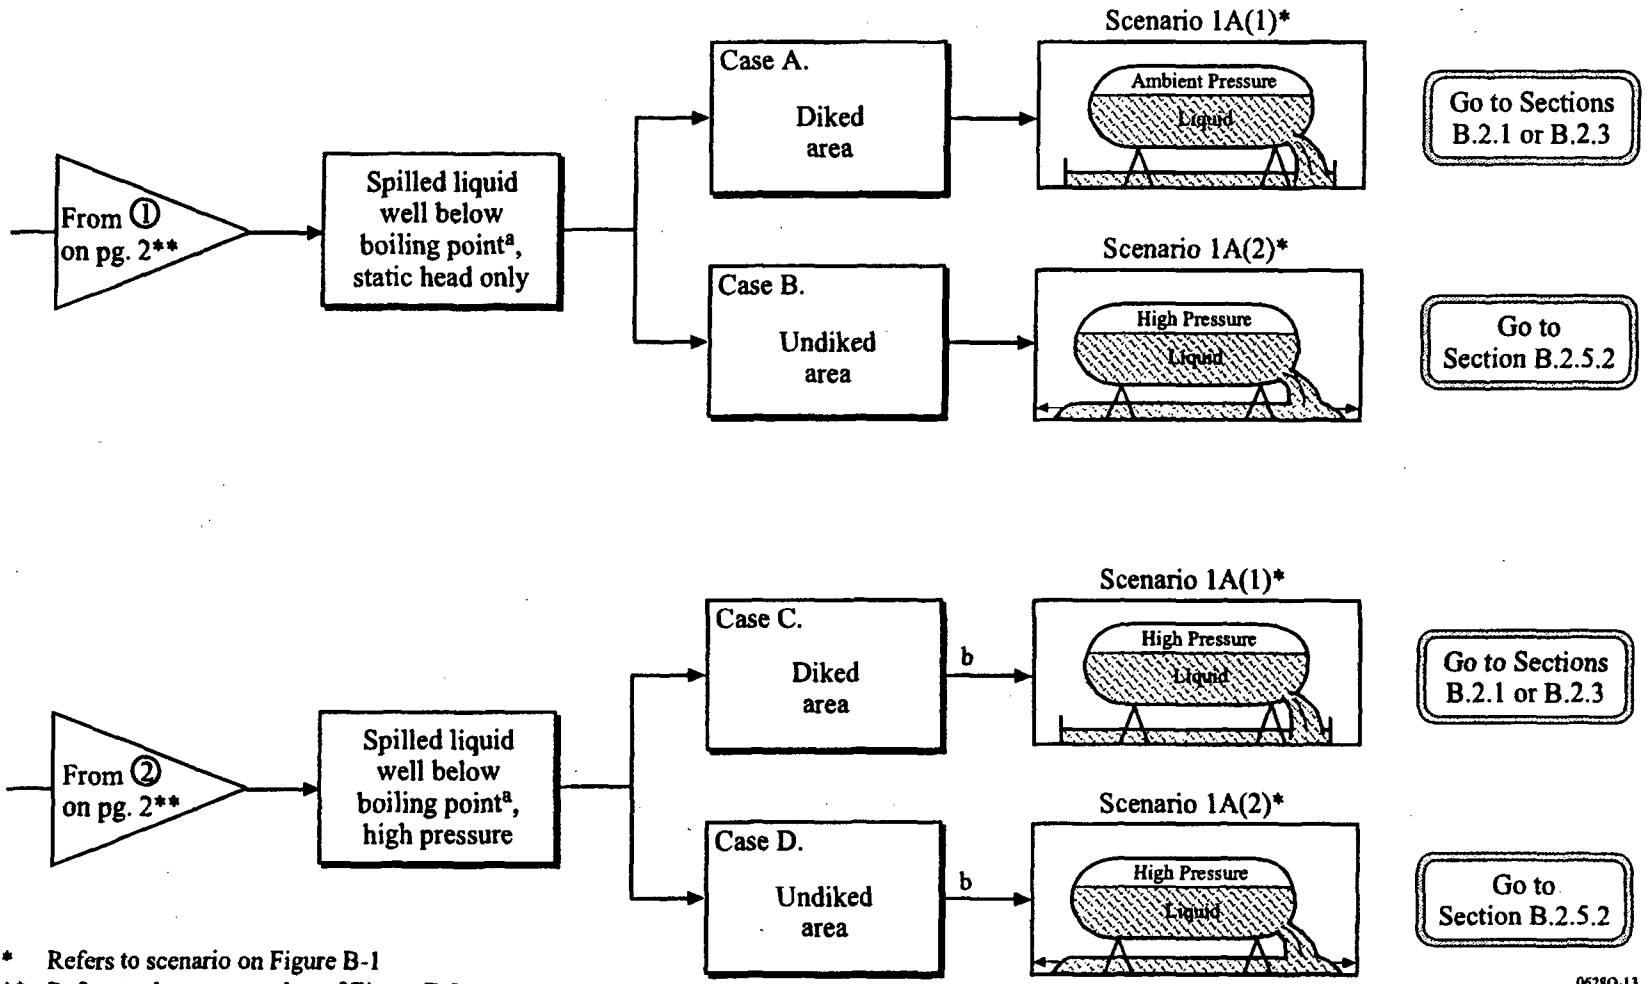 Scenario 1A(1)*
Case A.
Diked
area
Ambient Pressure
Liquid
Go to Sections
B.2.1 or B.2.3
From ①
on pg. 2**
Spilled liquid
well below
boiling pointᵃ,
static head only
Scenario 1A(2)*
Case B.
Undiked
area
High Pressure
Liquid
Go to
Section B.2.5.2
Scenario 1A(1)*
Case C.
Diked
area
b
High Pressure
Liquid
Go to Sections
B.2.1 or B.2.3
From ②
on pg. 2**
Spilled liquid
well below
boiling pointᵃ,
high pressure
Scenario 1A(2)*
Case D.
Undiked
area
b
High Pressure
Liquid
Go to
Section B.2.5.2
* Refers to scenario on Figure B-1